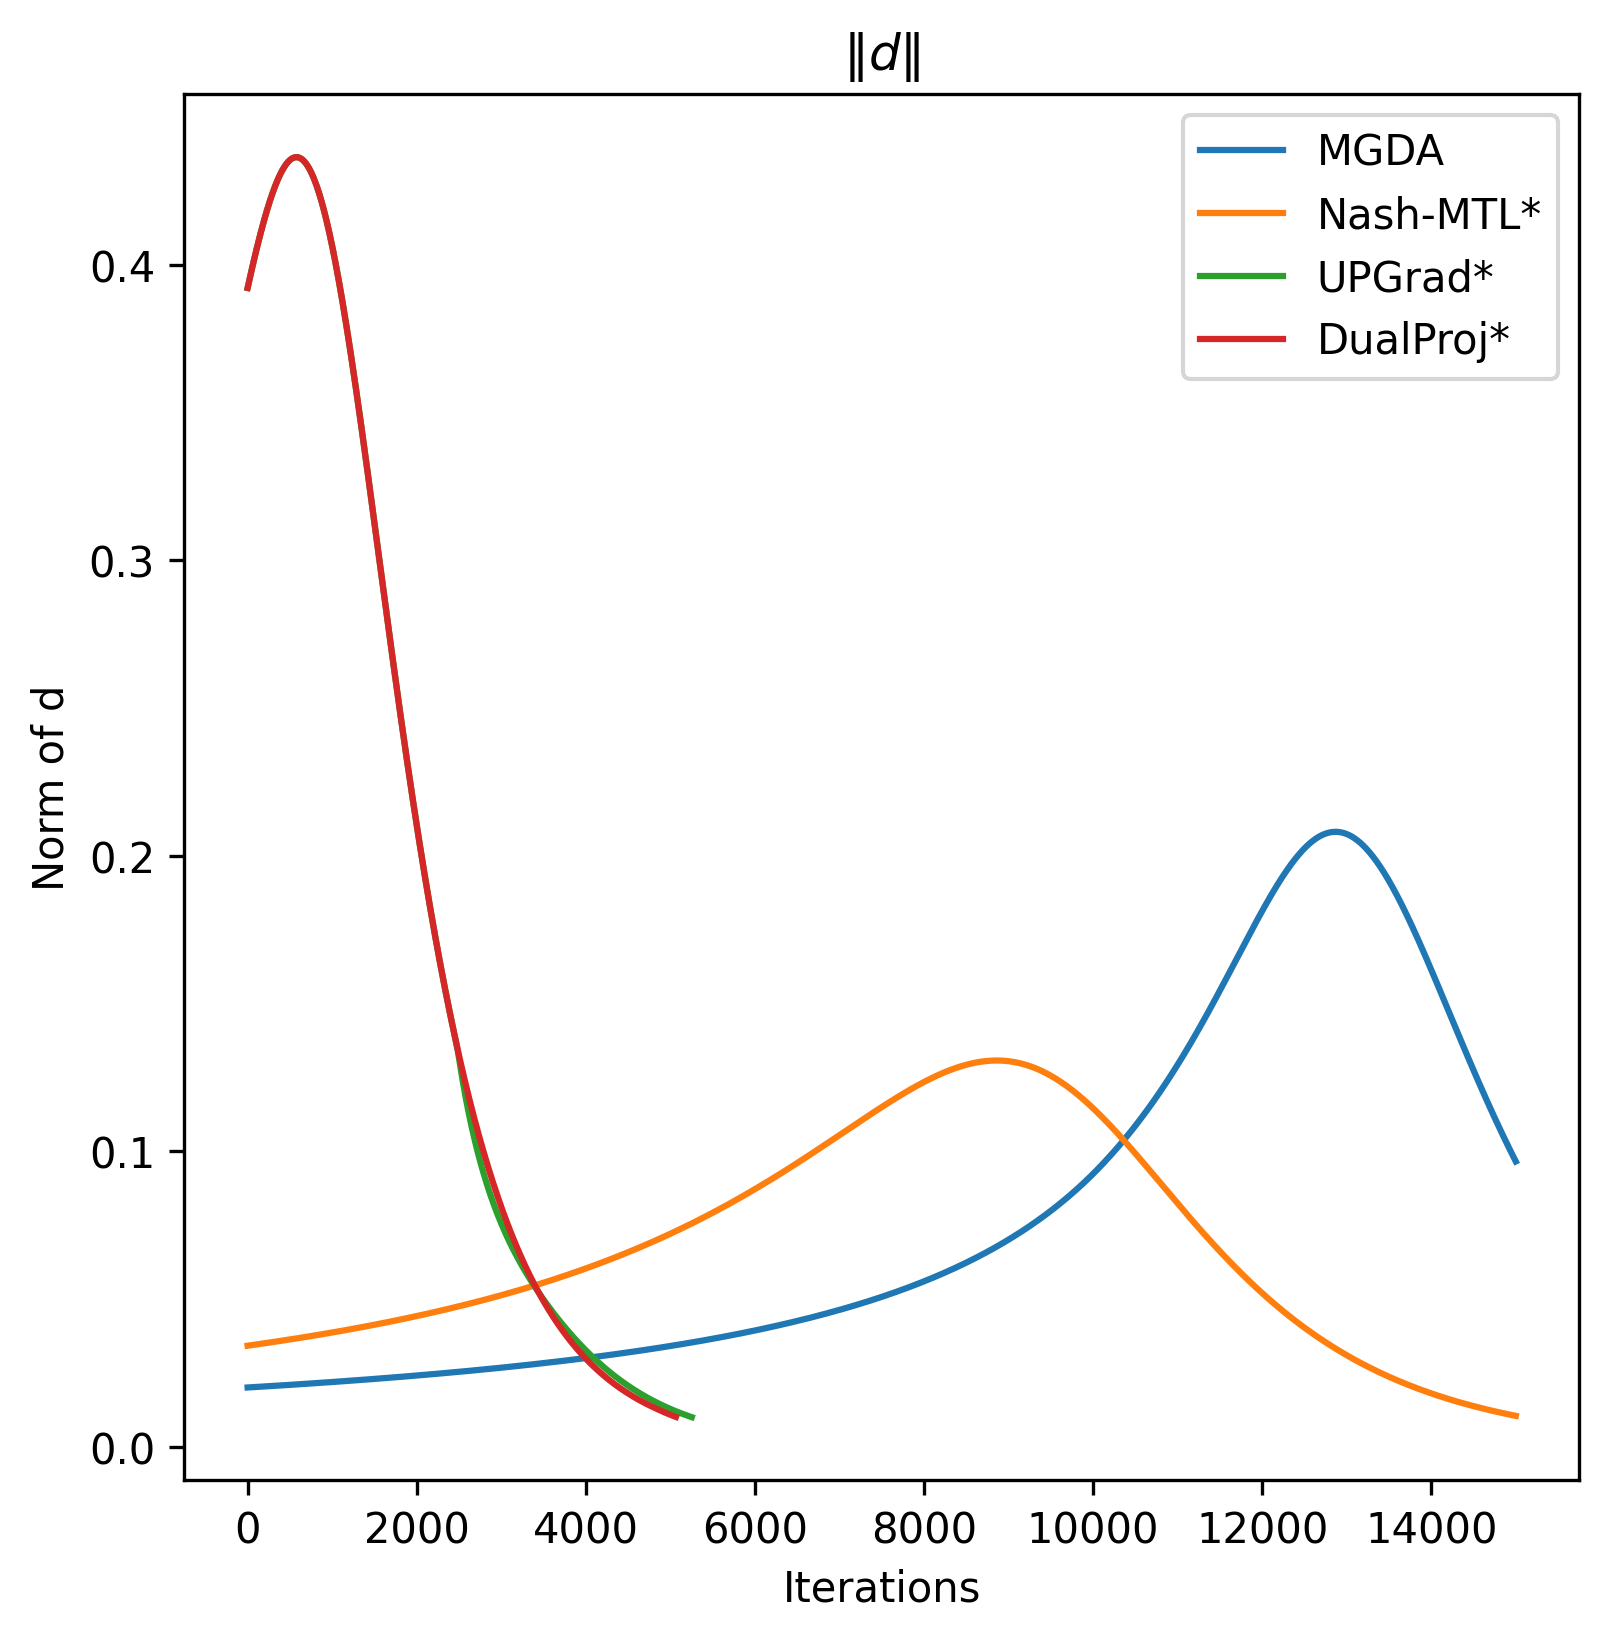 ‖d‖
MGDA
Nash-MTL*
UPGrad*
DualProj*
Norm of d
0.4
0.3
0.2
0.1
0.0
0 2000 4000 6000 8000 10000 12000 14000
Iterations